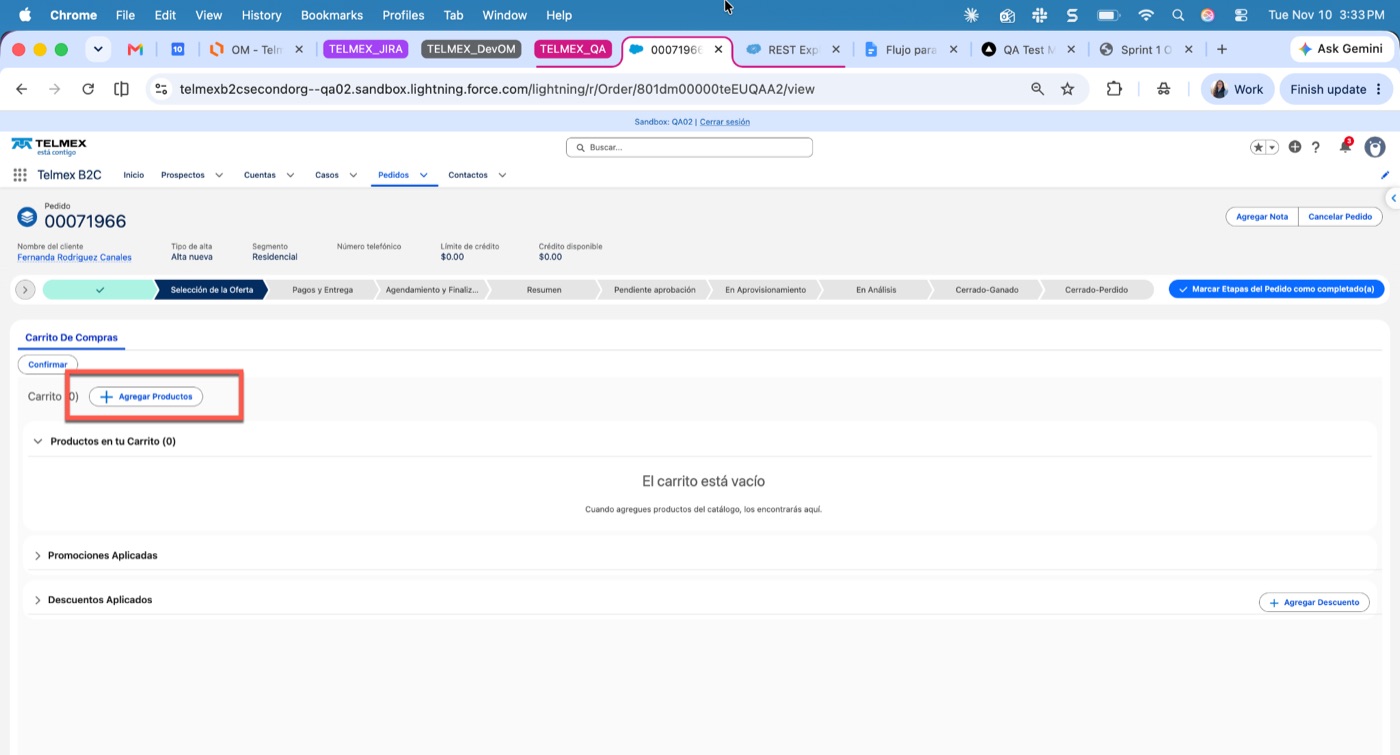 Chrome File Edit View History Bookmarks Profiles Tab Window Help Tue Nov 10 3:33 PM
10 OM - Teln TELMEX_JIRA TELMEX_DevOM TELMEX_QA 00071966 REST Exp Flujo para QA Test M Sprint 1 Ask Gemini
telmexb2csecondorg--qa02.sandbox.lightning.force.com/lightning/r/Order/801dm00000teEUQAA2/view Work Finish update
Sandbox: QA02 | Cerrar sesión
TELMEX
está contigo
Buscar...
Telmex B2C Inicio Prospectos Cuentas Casos Pedidos Contactos
Pedido
00071966
Agregar Nota Cancelar Pedido
Nombre del cliente Tipo de alta Segmento Número telefónico Límite de crédito Crédito disponible
Fernanda Rodriguez Canales Alta nueva Residencial $0.00 $0.00
Selección de la Oferta Pagos y Entrega Agendamiento y Finaliz... Resumen Pendiente aprobación En Aprovisionamiento En Análisis Cerrado-Ganado Cerrado-Perdido Marcar Etapas del Pedido como completado(a)
Carrito De Compras
Confirmar
Carrito (0) Agregar Productos
Productos en tu Carrito (0)
El carrito está vacío
Cuando agregues productos del catálogo, los encontrarás aquí.
Promociones Aplicadas
Descuentos Aplicados
Agregar Descuento